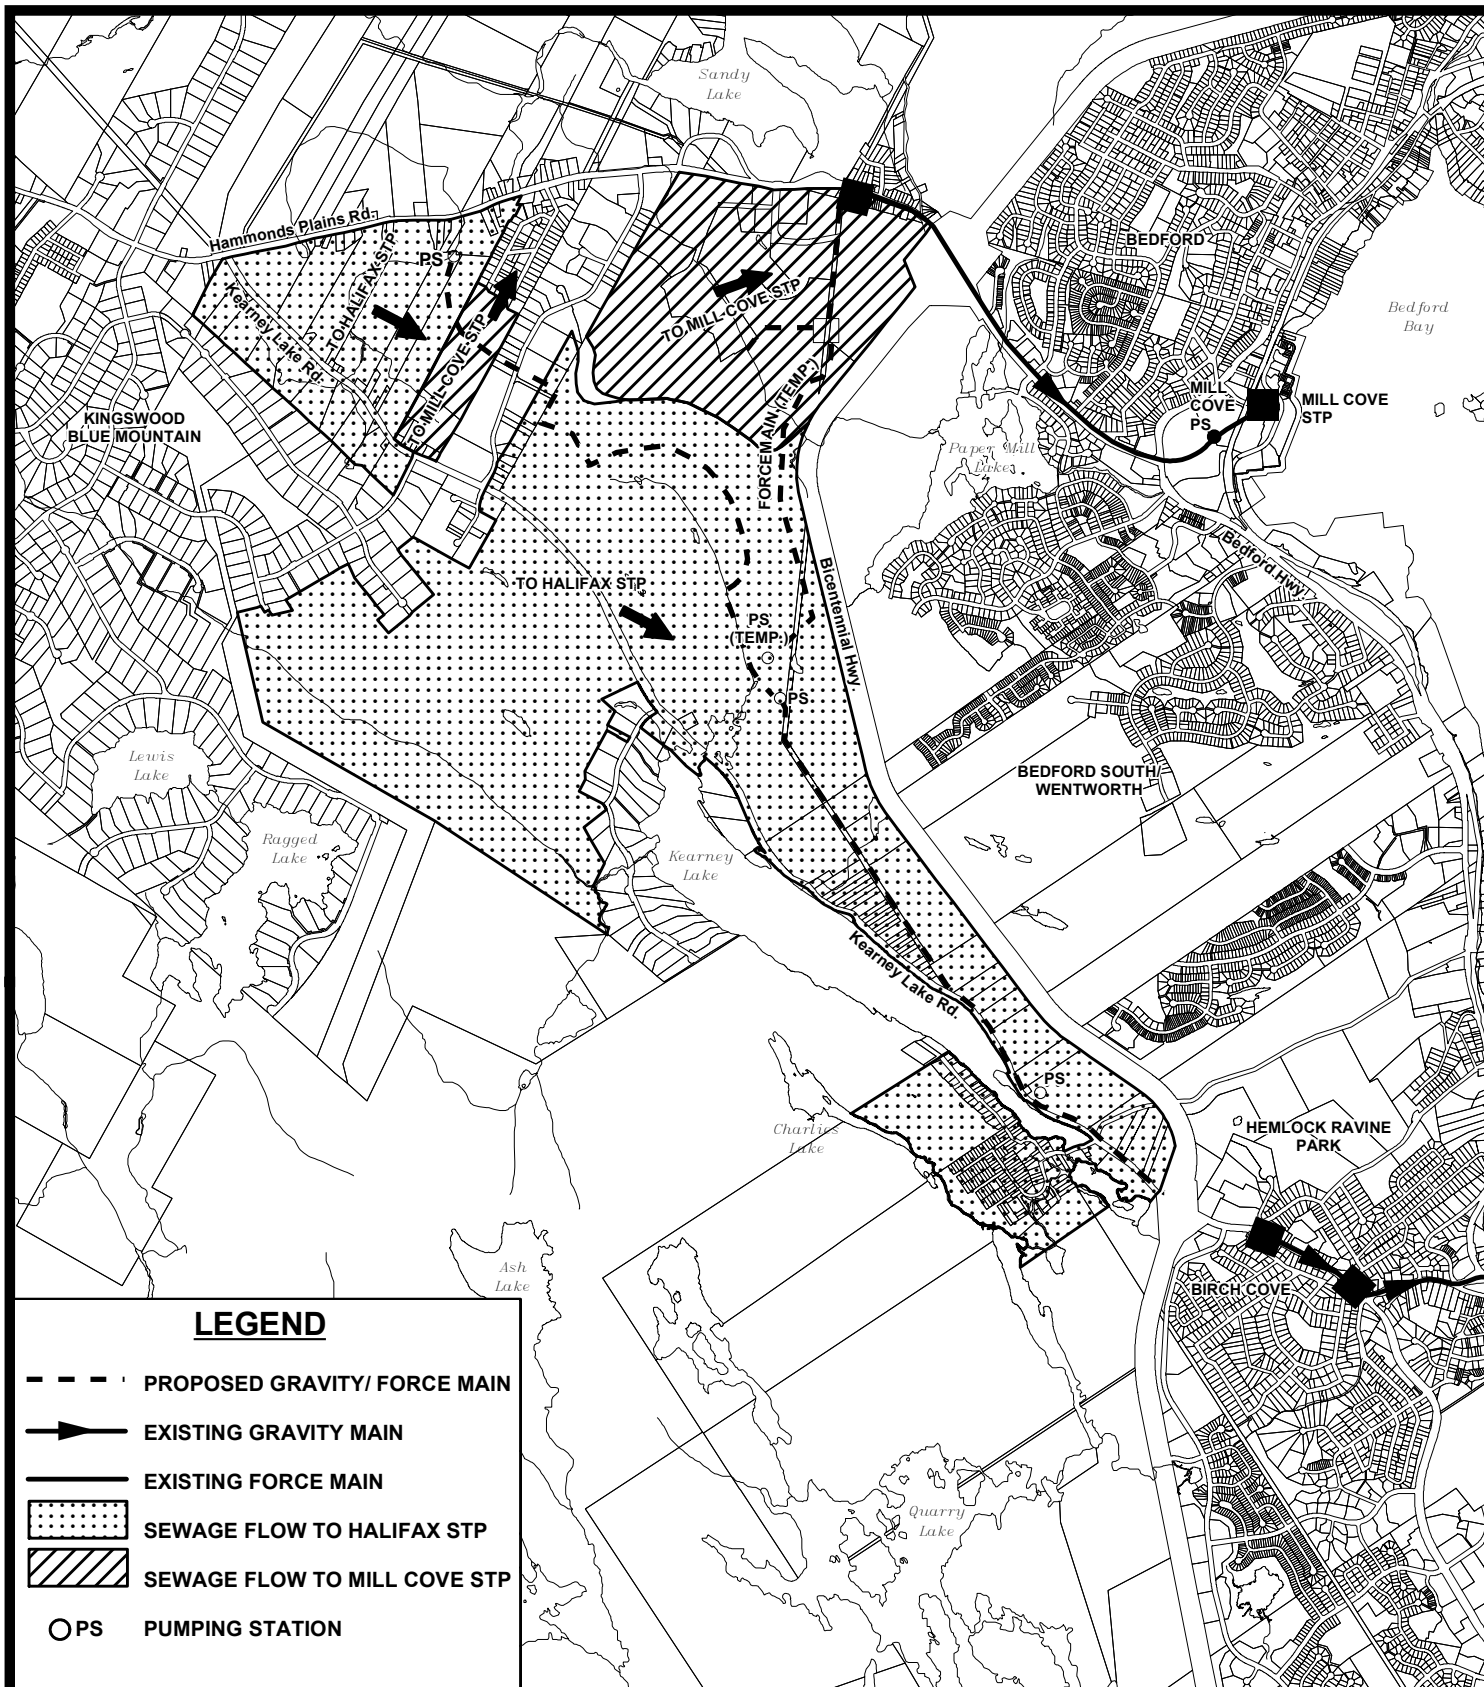 Sandy
Lake
Hammonds Plains Rd.
BEDFORD
PS
TO HALIFAX STP
Kearney Lake Rd.
TO MILL COVE STP
TO MILL COVE STP
Bedford
Bay
FORCEMAIN (TEMP.)
MILL
COVE
PS
MILL COVE
STP
KINGSWOOD
BLUE MOUNTAIN
Paper Mill
Lake
Bedford Hwy.
TO HALIFAX STP
Bicentennial Hwy.
PS
(TEMP.)
PS
Lewis
Lake
BEDFORD SOUTH/
WENTWORTH
Ragged
Lake
Kearney
Lake
Kearney Lake Rd.
PS
Charlies
Lake
HEMLOCK RAVINE
PARK
Ash
Lake
BIRCH COVE
Quarry
Lake
LEGEND
PROPOSED GRAVITY/ FORCE MAIN
EXISTING GRAVITY MAIN
EXISTING FORCE MAIN
SEWAGE FLOW TO HALIFAX STP
SEWAGE FLOW TO MILL COVE STP
PS PUMPING STATION